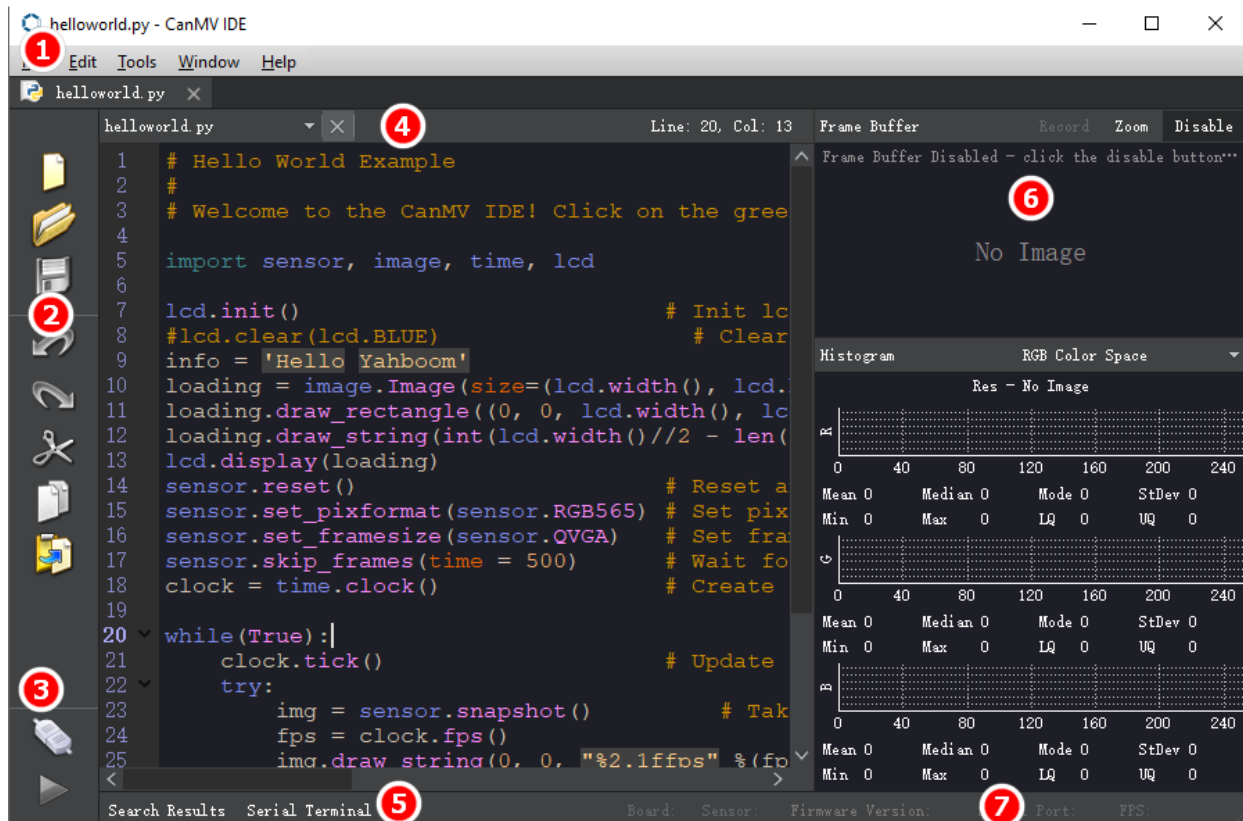 helloworld.py - CanMV IDE
1
Edit Tools Window Help
helloworld.py
helloworld.py 4 Line: 20, Col: 13
1 # Hello World Example
2 #
3 # Welcome to the CanMV IDE! Click on the gree
4
5 import sensor, image, time, lcd
6
7 lcd.init() # Init lc
2
8 #lcd.clear(lcd.BLUE) # Clear
9 info = 'Hello Yahboom'
10 loading = image.Image(size=(lcd.width(), lcd.
11 loading.draw_rectangle((0, 0, lcd.width(), lc
12 loading.draw_string(int(lcd.width()//2 - len(
13 lcd.display(loading)
14 sensor.reset() # Reset a
15 sensor.set_pixformat(sensor.RGB565) # Set pix
16 sensor.set_framesize(sensor.QVGA) # Set fra
17 sensor.skip_frames(time = 500) # Wait fo
18 clock = time.clock() # Create
19
20 while(True):
21 clock.tick() # Update
22 try:
3
23 img = sensor.snapshot() # Tak
24 fps = clock.fps()
25 img.draw_string(0, 0, "%2.1ffps" %(fp
Search Results Serial Terminal 5
Frame Buffer Record Zoom Disable
Frame Buffer Disabled - click the disable button…
6
No Image
Histogram RGB Color Space
Res - No Image
R
0 40 80 120 160 200 240
Mean 0 Median 0 Mode 0 StDev 0
Min 0 Max 0 LQ 0 UQ 0
G
0 40 80 120 160 200 240
Mean 0 Median 0 Mode 0 StDev 0
Min 0 Max 0 LQ 0 UQ 0
B
0 40 80 120 160 200 240
Mean 0 Median 0 Mode 0 StDev 0
Min 0 Max 0 LQ 0 UQ 0
Board: Sensor: Firmware Version: 7 Port: FPS: